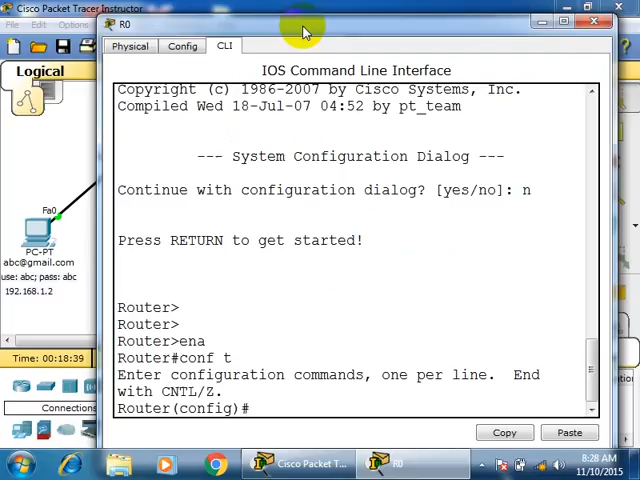 Cisco Packet Tracer Instructor
R0
File Edit Options
Physical Config CLI
Logical
IOS Command Line Interface
Copyright (c) 1986-2007 by Cisco Systems, Inc.
Compiled Wed 18-Jul-07 04:52 by pt_team
--- System Configuration Dialog ---
Continue with configuration dialog? [yes/no]: n
Press RETURN to get started!
Router>
Router>
Router>ena
Router#conf t
Enter configuration commands, one per line. End
with CNTL/Z.
Router(config)#
Fa0
PC-PT
abc@gmail.com
use: abc; pass: abc
192.168.1.2
Time: 00:18:39
Connections
Copy Paste
Cisco Packet T...
R0
8:28 AM
11/10/2015